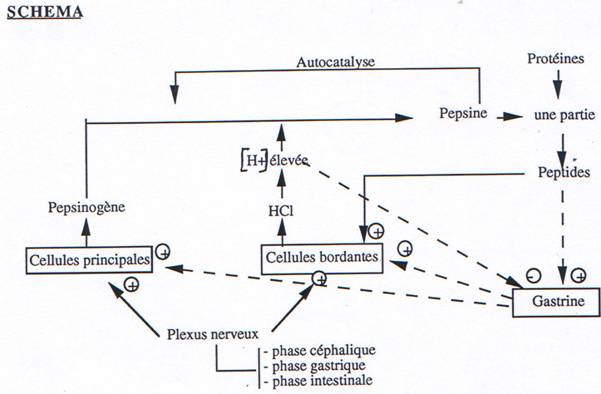 SCHEMA
Autocatalyse
Protéines
Pepsine
une partie
[H+] élevée
Peptides
Pepsinogène
HCl
+
Cellules principales
+
Cellules bordantes
+
- +
Gastrine
+
+
Plexus nerveux
- phase céphalique
- phase gastrique
- phase intestinale